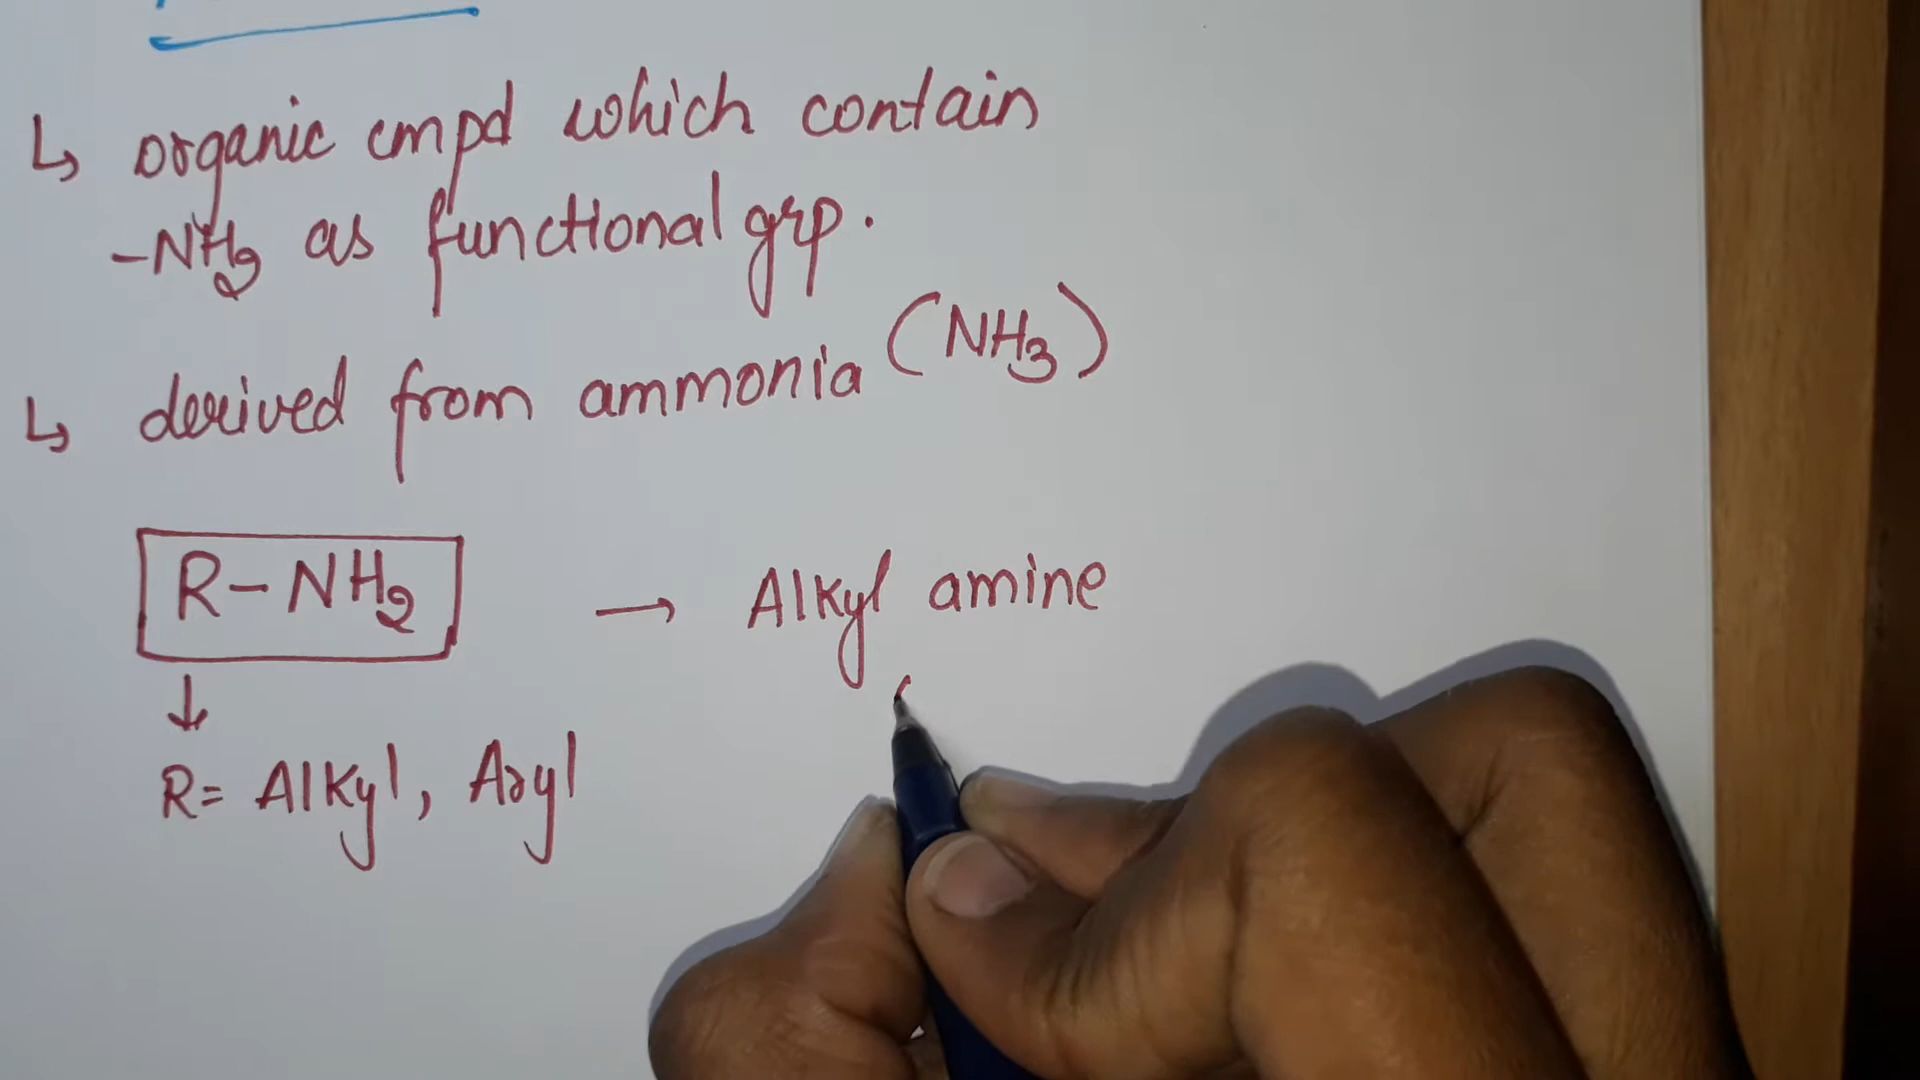 ↳ organic cmpd which contain
-NH2 as functional grp.
↳ derived from ammonia (NH3)
R-NH2 → Alkyl amine
↓
R= Alkyl, Aryl